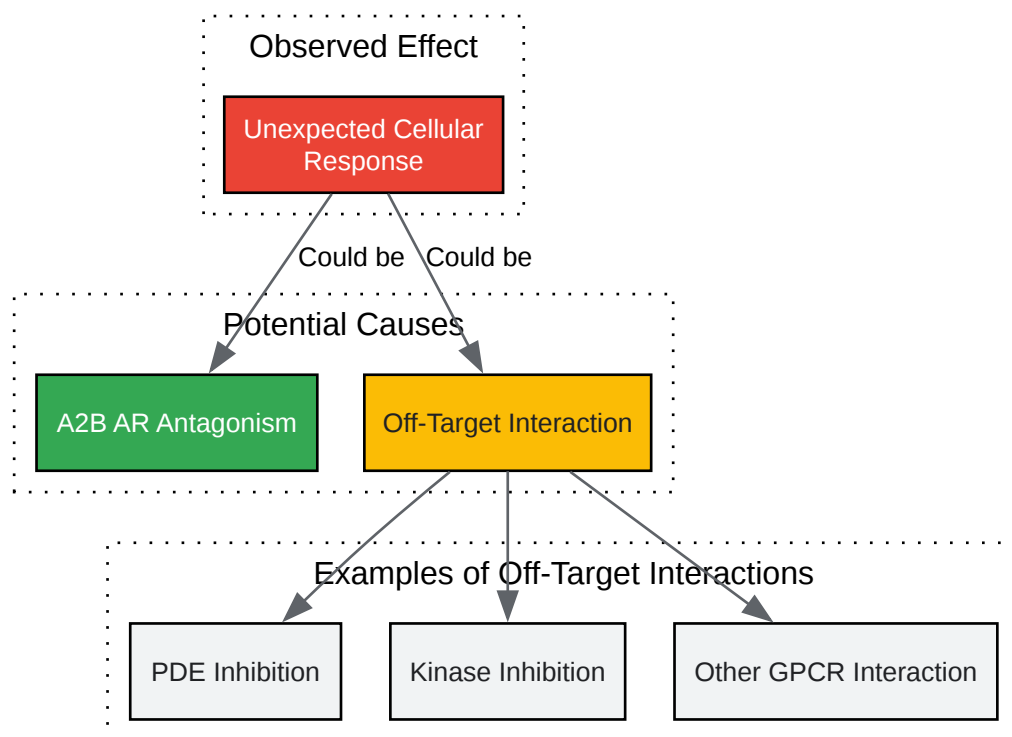 Observed Effect
Unexpected Cellular
Response
Could be
Could be
Potential Causes
A2B AR Antagonism
Off-Target Interaction
Examples of Off-Target Interactions
PDE Inhibition
Kinase Inhibition
Other GPCR Interaction